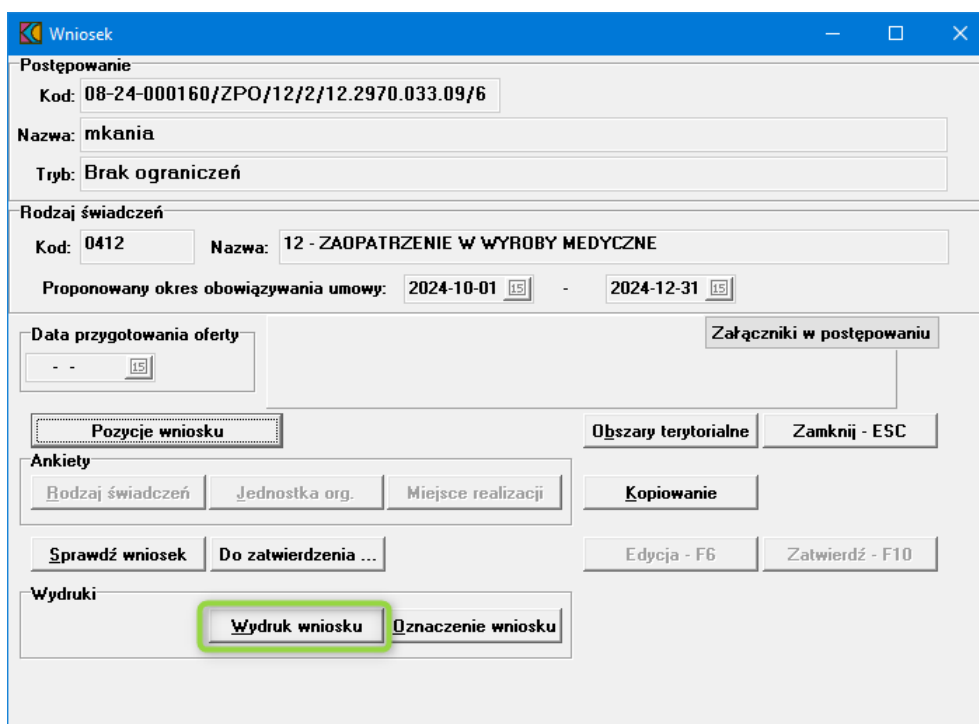 Wniosek
Postępowanie
Kod: 08-24-000160/ZPO/12/2/12.2970.033.09/6
Nazwa: mkania
Tryb: Brak ograniczeń
Rodzaj świadczeń
Kod: 0412 Nazwa: 12 - ZAOPATRZENIE W WYROBY MEDYCZNE
Proponowany okres obowiązywania umowy: 2024-10-01 15 - 2024-12-31 15
Data przygotowania oferty
- - 15
Załączniki w postępowaniu
Pozycje wniosku
Obszary terytorialne Zamknij - ESC
Ankiety
Rodzaj świadczeń Jednostka org. Miejsce realizacji Kopiowanie
Sprawdź wniosek Do zatwierdzenia ... Edycja - F6 Zatwierdź - F10
Wydruki
Wydruk wniosku Oznaczenie wniosku